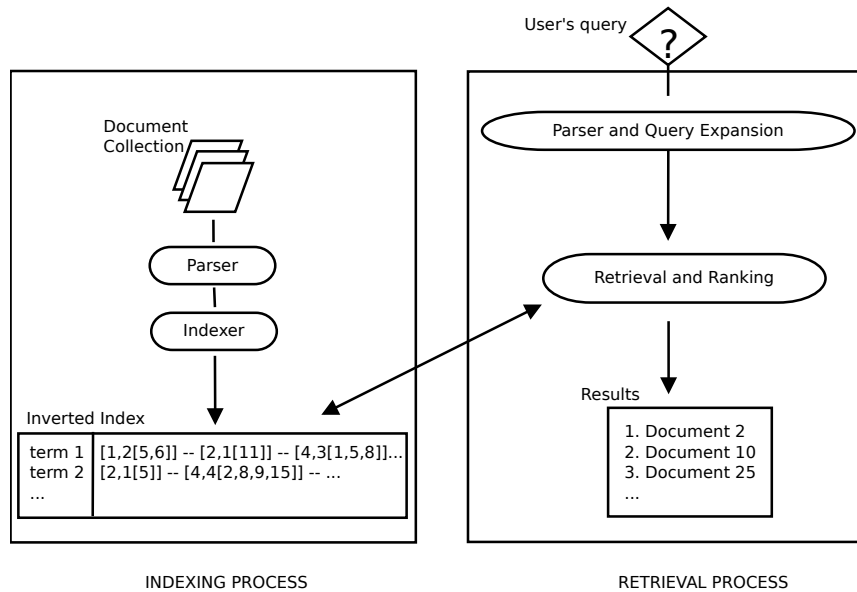 User's query
?
Document
Collection
Parser
Indexer
Inverted Index
term 1 [1,2[5,6]] -- [2,1[11]] -- [4,3[1,5,8]]...
term 2 [2,1[5]] -- [4,4[2,8,9,15]] -- ...
...
INDEXING PROCESS
Parser and Query Expansion
Retrieval and Ranking
Results
1. Document 2
2. Document 10
3. Document 25
...
RETRIEVAL PROCESS